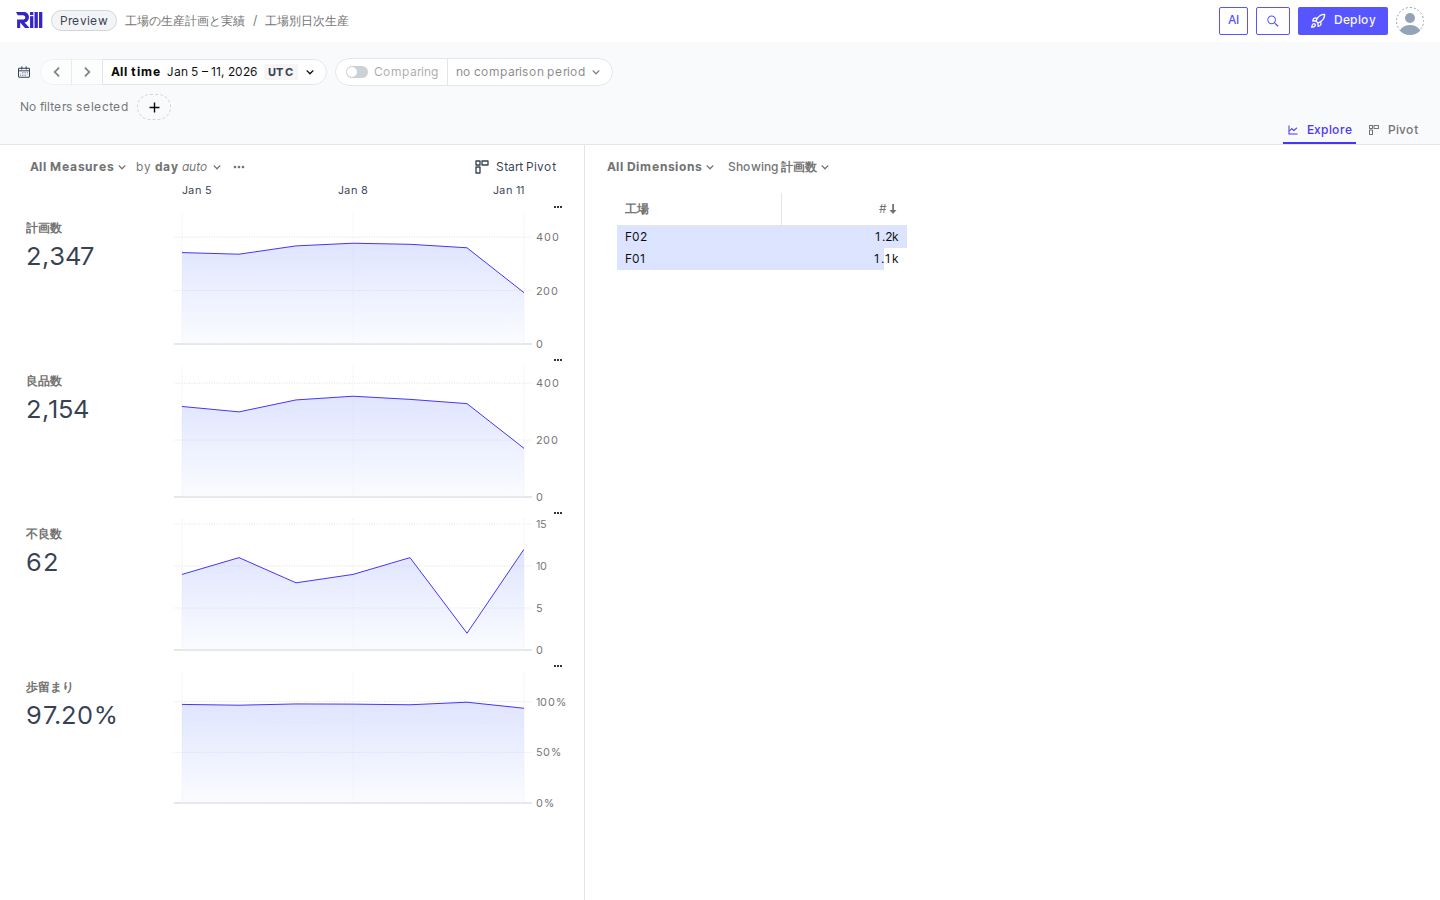 Rill Preview 工場の生産計画と実績 / 工場別日次生産 AI Deploy
All time Jan 5 – 11, 2026 UTC Comparing no comparison period
No filters selected +
Explore Pivot
All Measures by day auto ... Start Pivot
Jan 5 Jan 8 Jan 11
計画数
2,347
400
200
0
良品数
2,154
400
200
0
不良数
62
15
10
5
0
歩留まり
97.20%
100%
50%
0%
All Dimensions Showing 計画数
工場 #
F02 1.2k
F01 1.1k